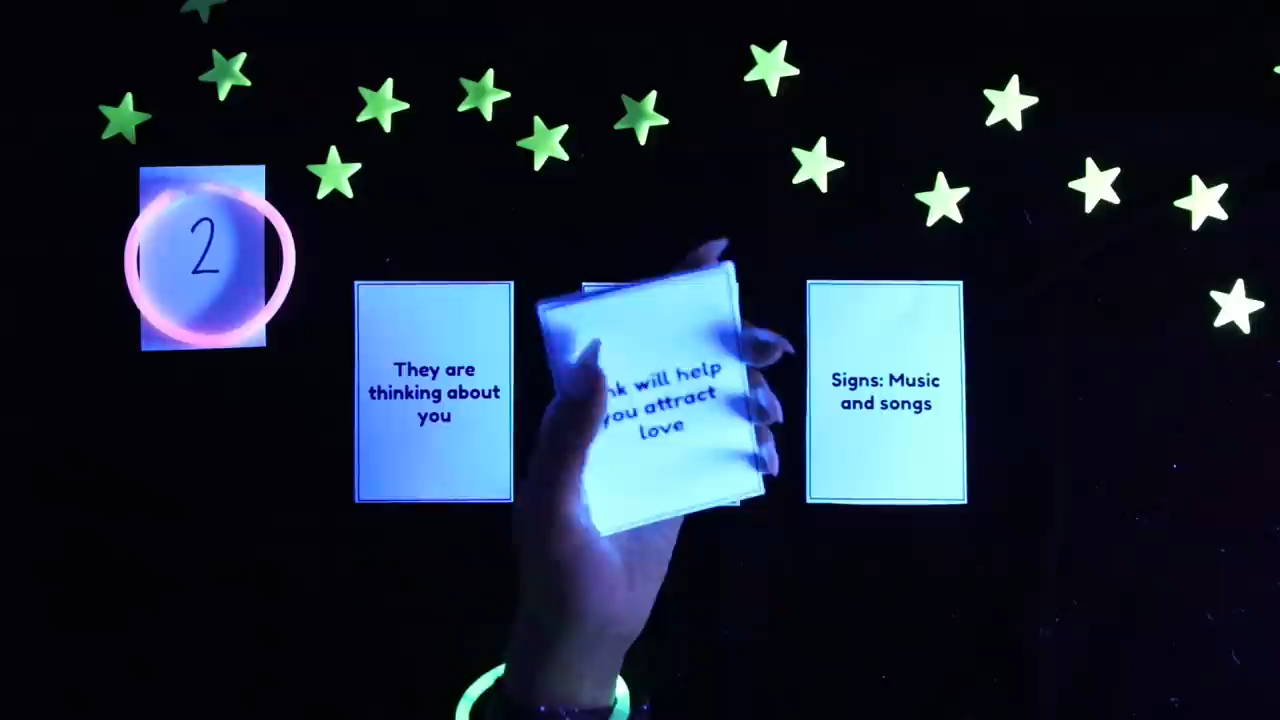 2
They are
thinking about
you
will help
you attract
love
Signs: Music
and songs